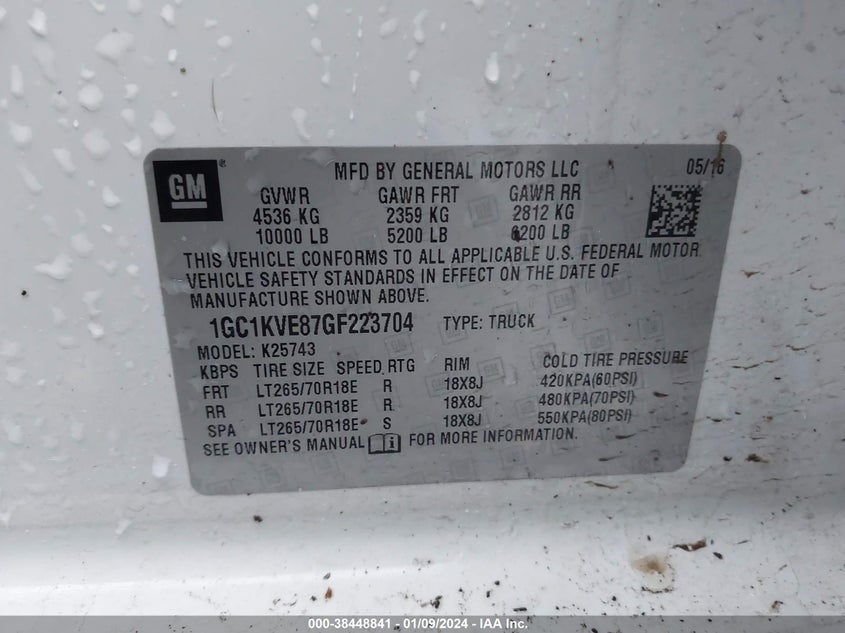 GM
®
MFD BY GENERAL MOTORS LLC 05/16
GVWR GAWR FRT GAWR RR
4536 KG 2359 KG 2812 KG
10000 LB 5200 LB 6200 LB
THIS VEHICLE CONFORMS TO ALL APPLICABLE U.S. FEDERAL MOTOR
VEHICLE SAFETY STANDARDS IN EFFECT ON THE DATE OF
MANUFACTURE SHOWN ABOVE.
1GC1KVE87GF223704 TYPE: TRUCK
MODEL: K25743
KBPS TIRE SIZE SPEED RTG RIM COLD TIRE PRESSURE
FRT LT265/70R18E R 18X8J 420KPA(60PSI)
RR LT265/70R18E R 18X8J 480KPA(70PSI)
SPA LT265/70R18E S 18X8J 550KPA(80PSI)
SEE OWNER'S MANUAL FOR MORE INFORMATION.
000-38448841 - 01/09/2024 - IAA Inc.